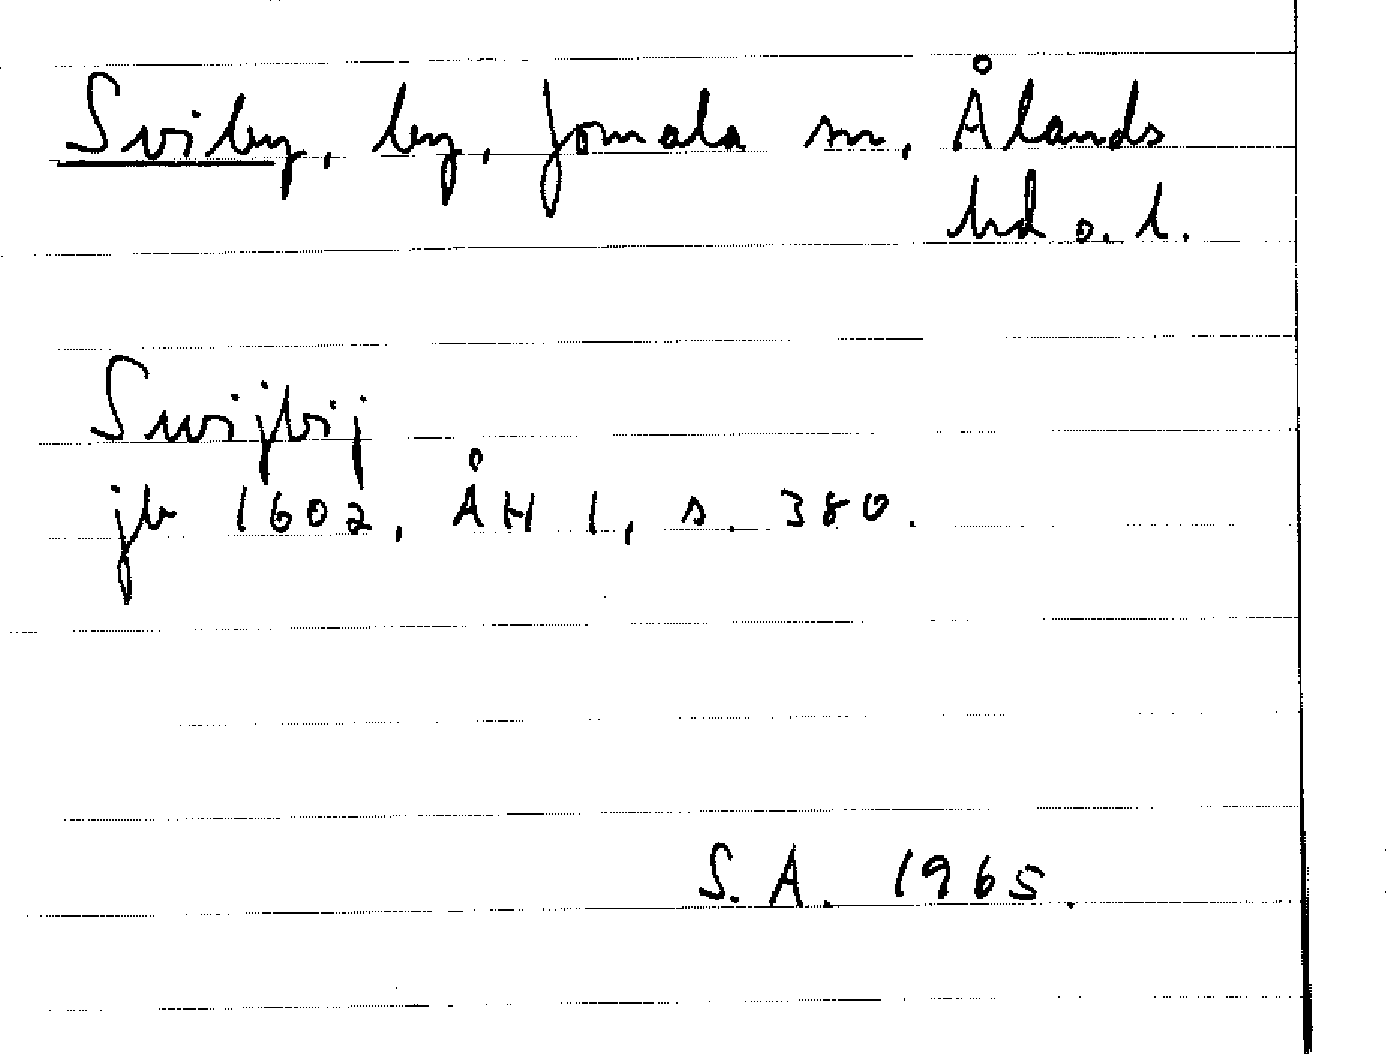 Sviby, by, Jomala sn, Ålands
hd o. l.
Swijbij
jb 1602, ÅH 1, s. 380.
S. A. 1965.